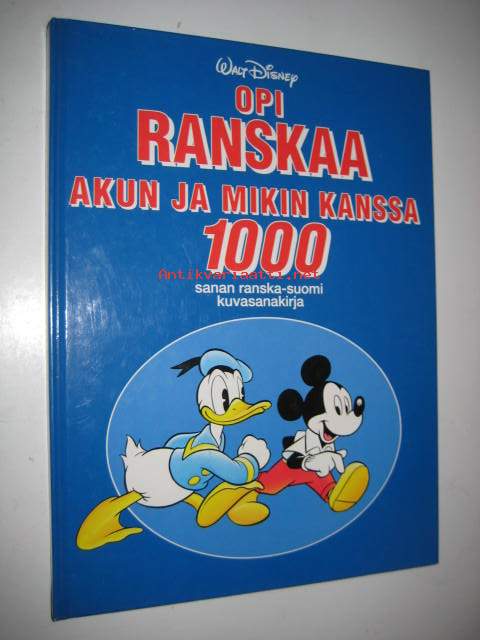 Walt Disney
OPI
RANSKAA
AKUN JA MIKIN KANSSA
1000
Antikvariaatti.net
sanan ranska-suomi
kuvasanakirja